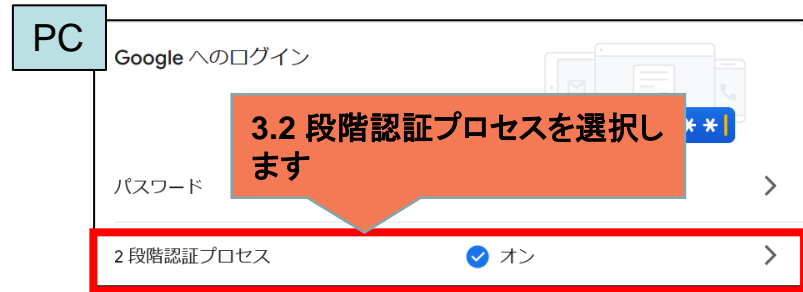 PC
Google へのログイン
3.2 段階認証プロセスを選択し
ます
**
パスワード
2 段階認証プロセス オン